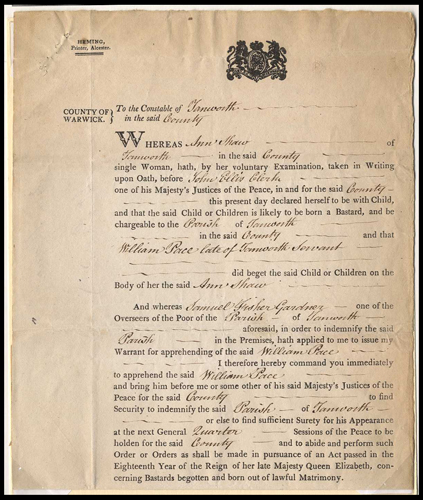 HEMING,
Printer, Alcester.
COUNTY OF
WARWICK.
To the Constable of Tanworth
in the said County
WHEREAS Ann Shaw of
Tanworth in the said County
single Woman, hath, by her voluntary Examination, taken in Writing
upon Oath, before John Ellis Clerk
one of his Majesty's Justices of the Peace, in and for the said County
this present day declared herself to be with Child,
and that the said Child or Children is likely to be born a Bastard, and be
chargeable to the Parish of Tanworth
in the said County and that
William Pace late of Tanworth Servant
did beget the said Child or Children on the
Body of her the said Ann Shaw
And whereas Samuel Fisher Gardner one of the
Overseers of the Poor of the Parish of Tanworth
aforesaid, in order to indemnify the said
Parish in the Premises, hath applied to me to issue my
Warrant for apprehending of the said William Pace
I therefore hereby command you immediately
to apprehend the said William Pace
and bring him before me or some other of his said Majesty's Justices of the
Peace for the said County to find
Security to indemnify the said Parish of Tanworth
or else to find sufficient Surety for his Appearance
at the next General Quarter Sessions of the Peace to be
holden for the said County and to abide and perform such
Order or Orders as shall be made in pursuance of an Act passed in the
Eighteenth Year of the Reign of her late Majesty Queen Elizabeth, con-
cerning Bastards begotten and born out of lawful Matrimony.